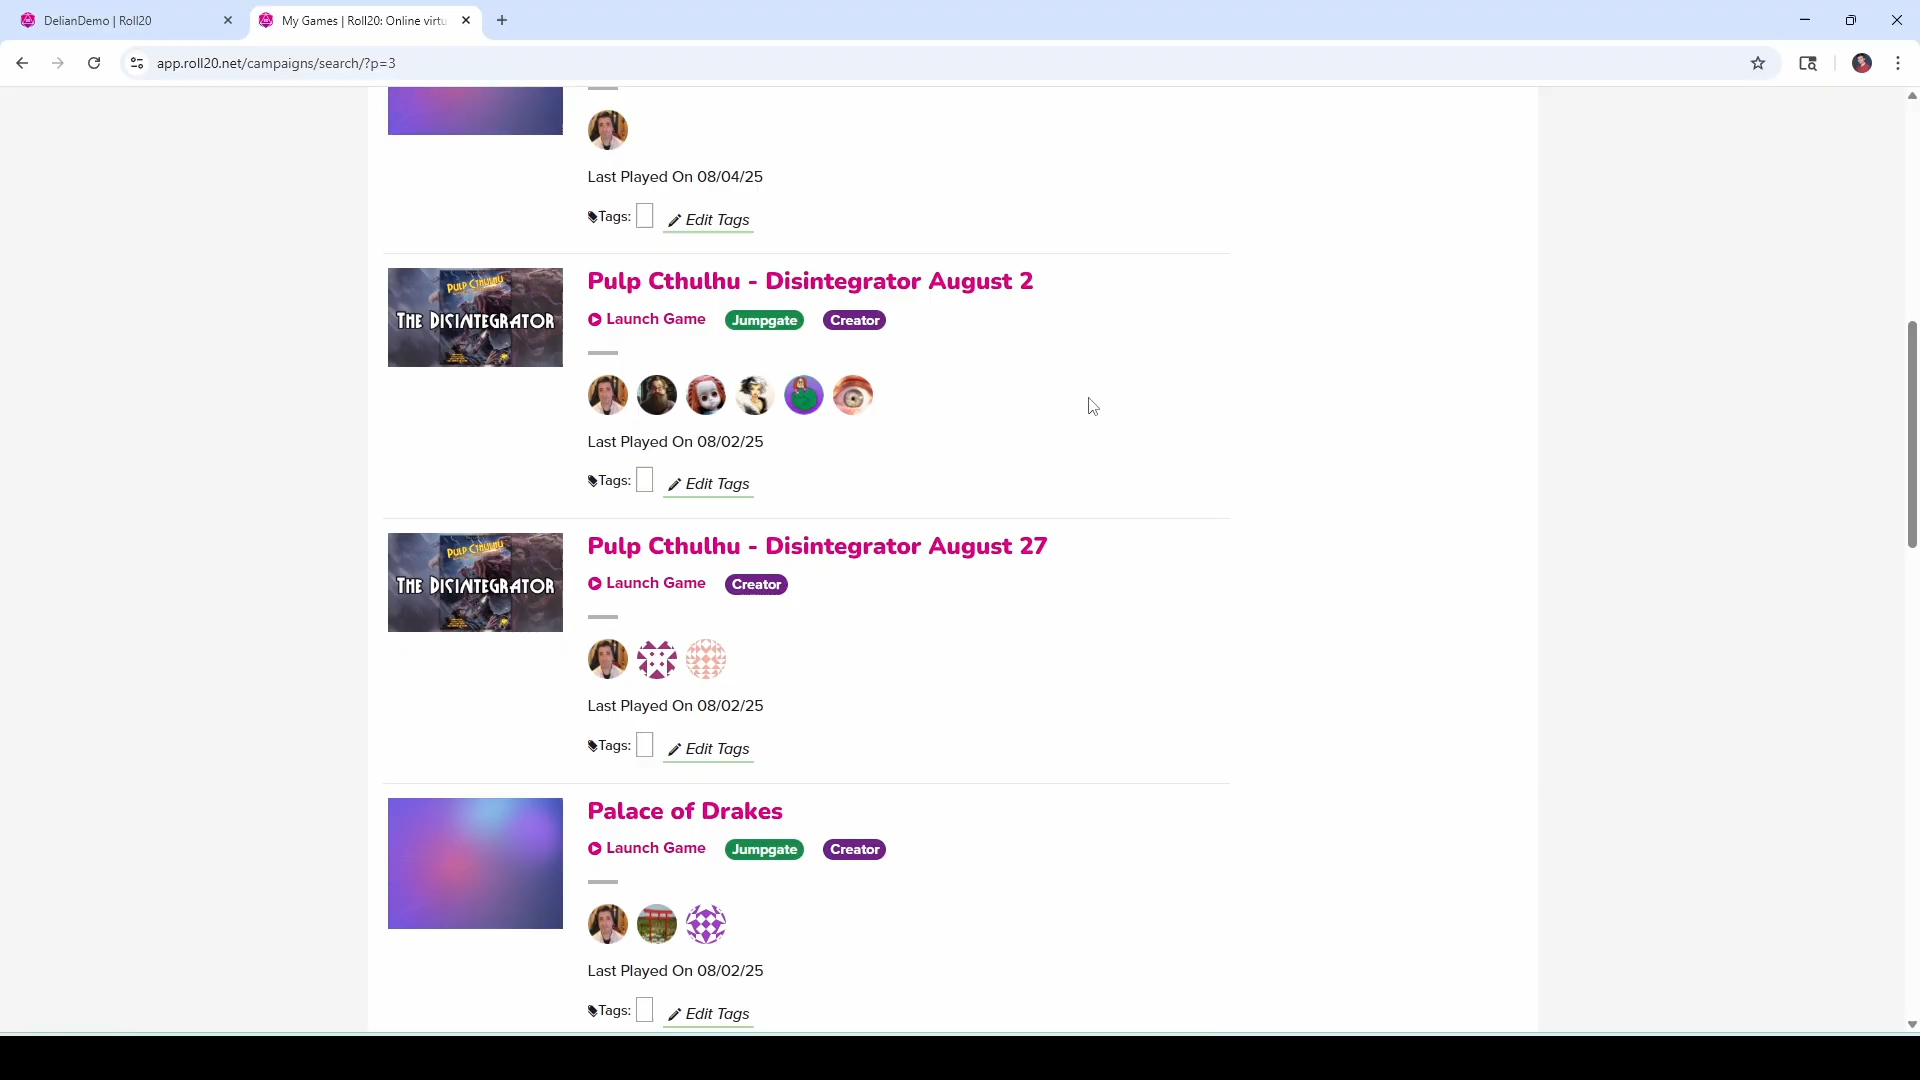 DelianDemo | Roll20
My Games | Roll20: Online virtu
app.roll20.net/campaigns/search/?p=3
Last Played On 08/04/25
Tags: Edit Tags
PULP CTHULHU
THE DISINTEGRATOR
Pulp Cthulhu - Disintegrator August 2
Launch Game Jumpgate Creator
Last Played On 08/02/25
Tags: Edit Tags
PULP CTHULHU
THE DISINTEGRATOR
Pulp Cthulhu - Disintegrator August 27
Launch Game Creator
Last Played On 08/02/25
Tags: Edit Tags
Palace of Drakes
Launch Game Jumpgate Creator
Last Played On 08/02/25
Tags: Edit Tags